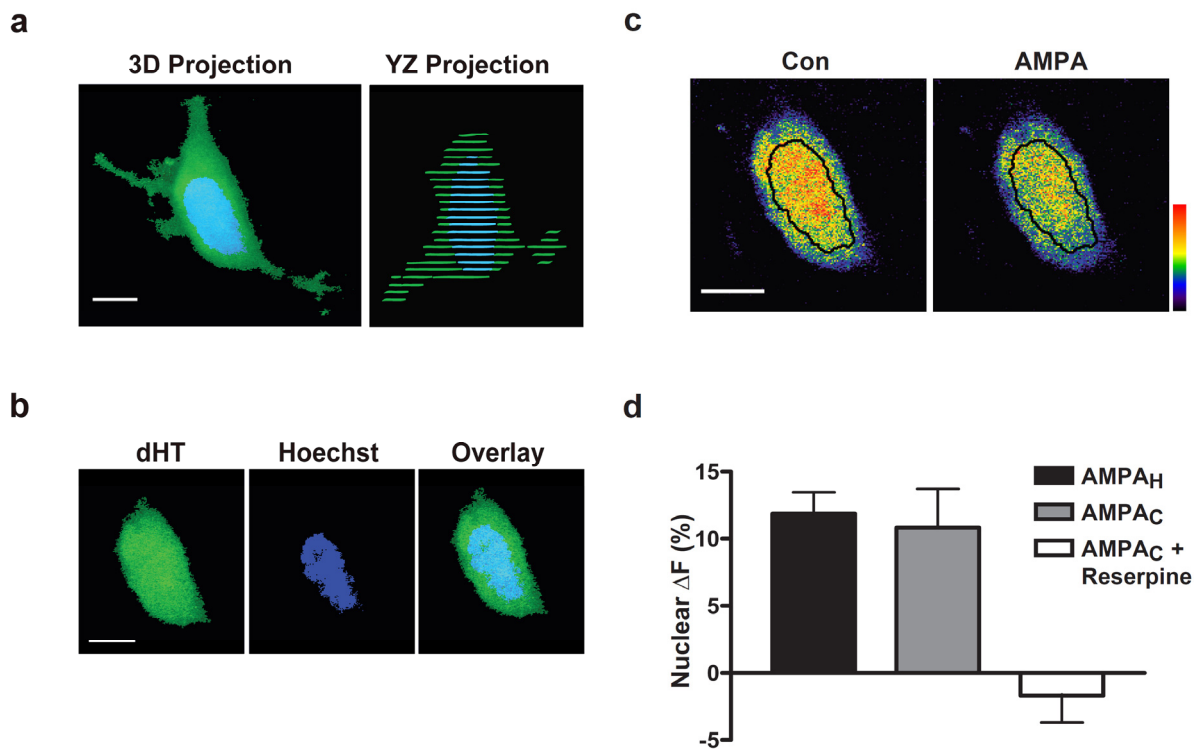 a
3D Projection YZ Projection
b
dHT Hoechst Overlay
c
Con AMPA
d
Nuclear ΔF (%)
15
10
5
0
-5
AMPAH
AMPAC
AMPAC +
Reserpine